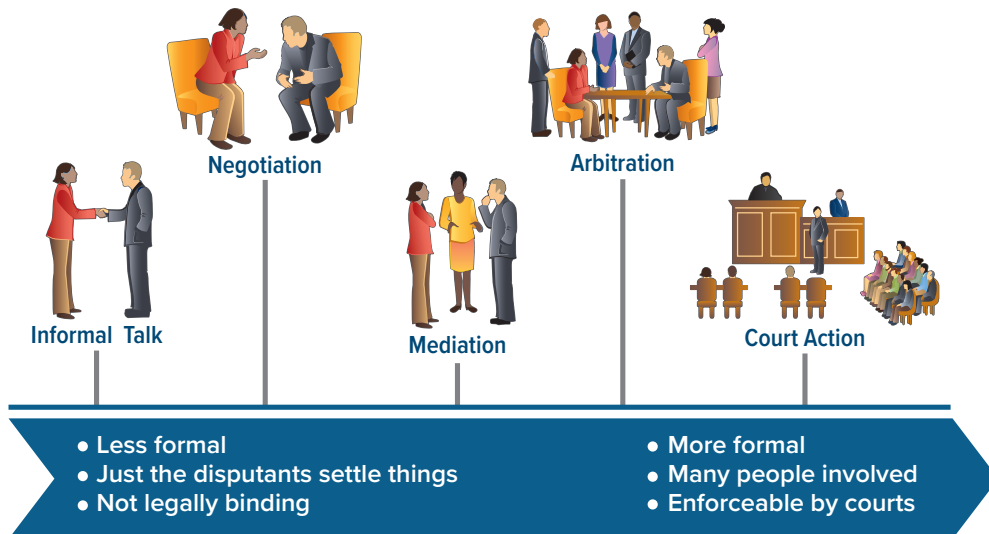 Negotiation
Arbitration
Informal Talk
Mediation
Court Action
• Less formal
• Just the disputants settle things
• Not legally binding
• More formal
• Many people involved
• Enforceable by courts